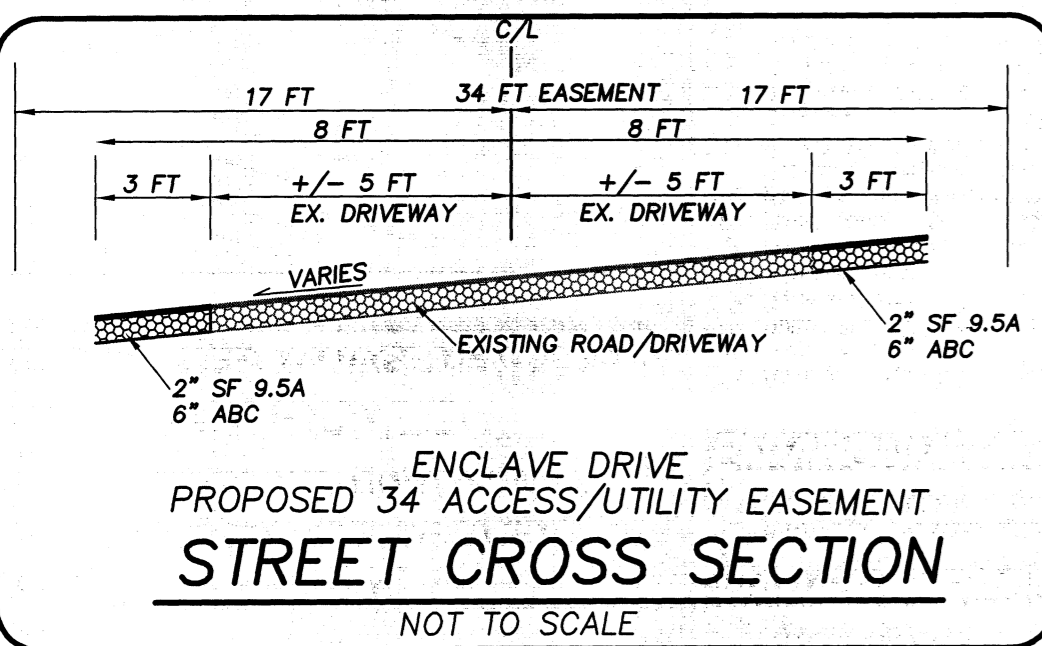 C/L
17 FT 34 FT EASEMENT 17 FT
8 FT 8 FT
3 FT +/- 5 FT +/- 5 FT 3 FT
EX. DRIVEWAY EX. DRIVEWAY
VARIES
EXISTING ROAD/DRIVEWAY
2" SF 9.5A
6" ABC
2" SF 9.5A
6" ABC
ENCLAVE DRIVE
PROPOSED 34 ACCESS/UTILITY EASEMENT
STREET CROSS SECTION
NOT TO SCALE